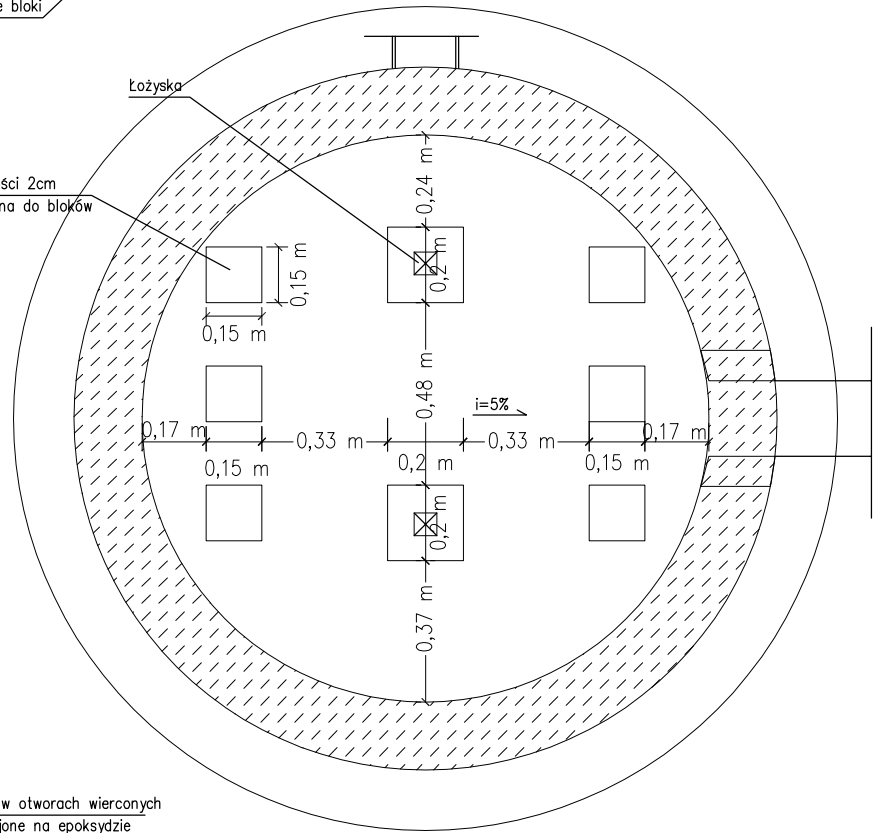 e bloki
Łożyska
ści 2cm
na do bloków
0,24 m
0,2 m
0,15 m
0,15 m
0,48 m
i=5%
0,17 m
0,33 m
0,33 m
0,17 m
0,15 m
0,2 m
0,15 m
0,2 m
0,37 m
w otworach wierconych
jone na epoksydzie